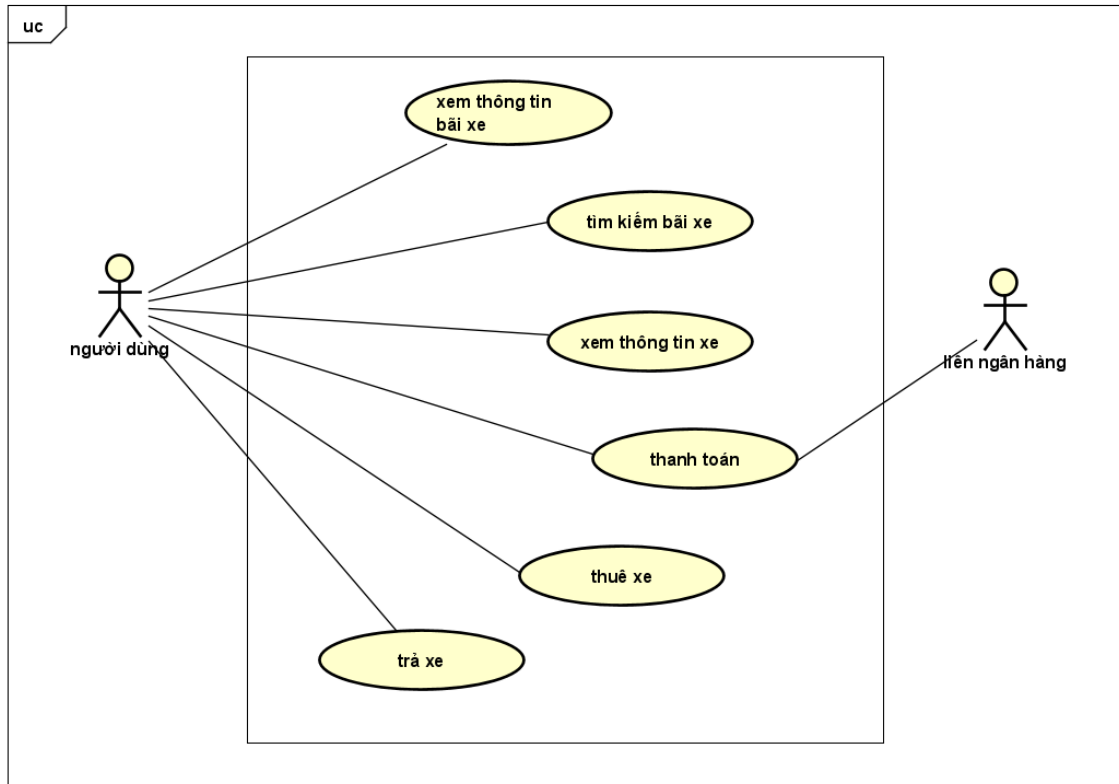 uc
xem thông tin
bãi xe
tìm kiếm bãi xe
người dùng
xem thông tin xe
liên ngân hàng
thanh toán
thuê xe
trả xe